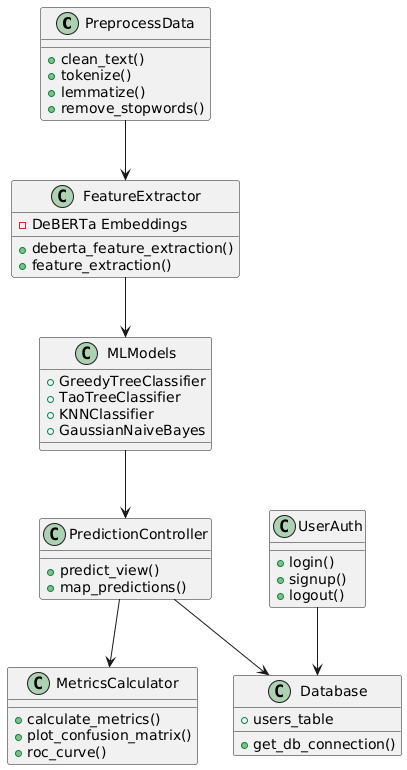 C PreprocessData
clean_text()
tokenize()
lemmatize()
remove_stopwords()
C FeatureExtractor
DeBERTa Embeddings
deberta_feature_extraction()
feature_extraction()
C MLModels
GreedyTreeClassifier
TaoTreeClassifier
KNNClassifier
GaussianNaiveBayes
C PredictionController
predict_view()
map_predictions()
C UserAuth
login()
signup()
logout()
C MetricsCalculator
calculate_metrics()
plot_confusion_matrix()
roc_curve()
C Database
users_table
get_db_connection()